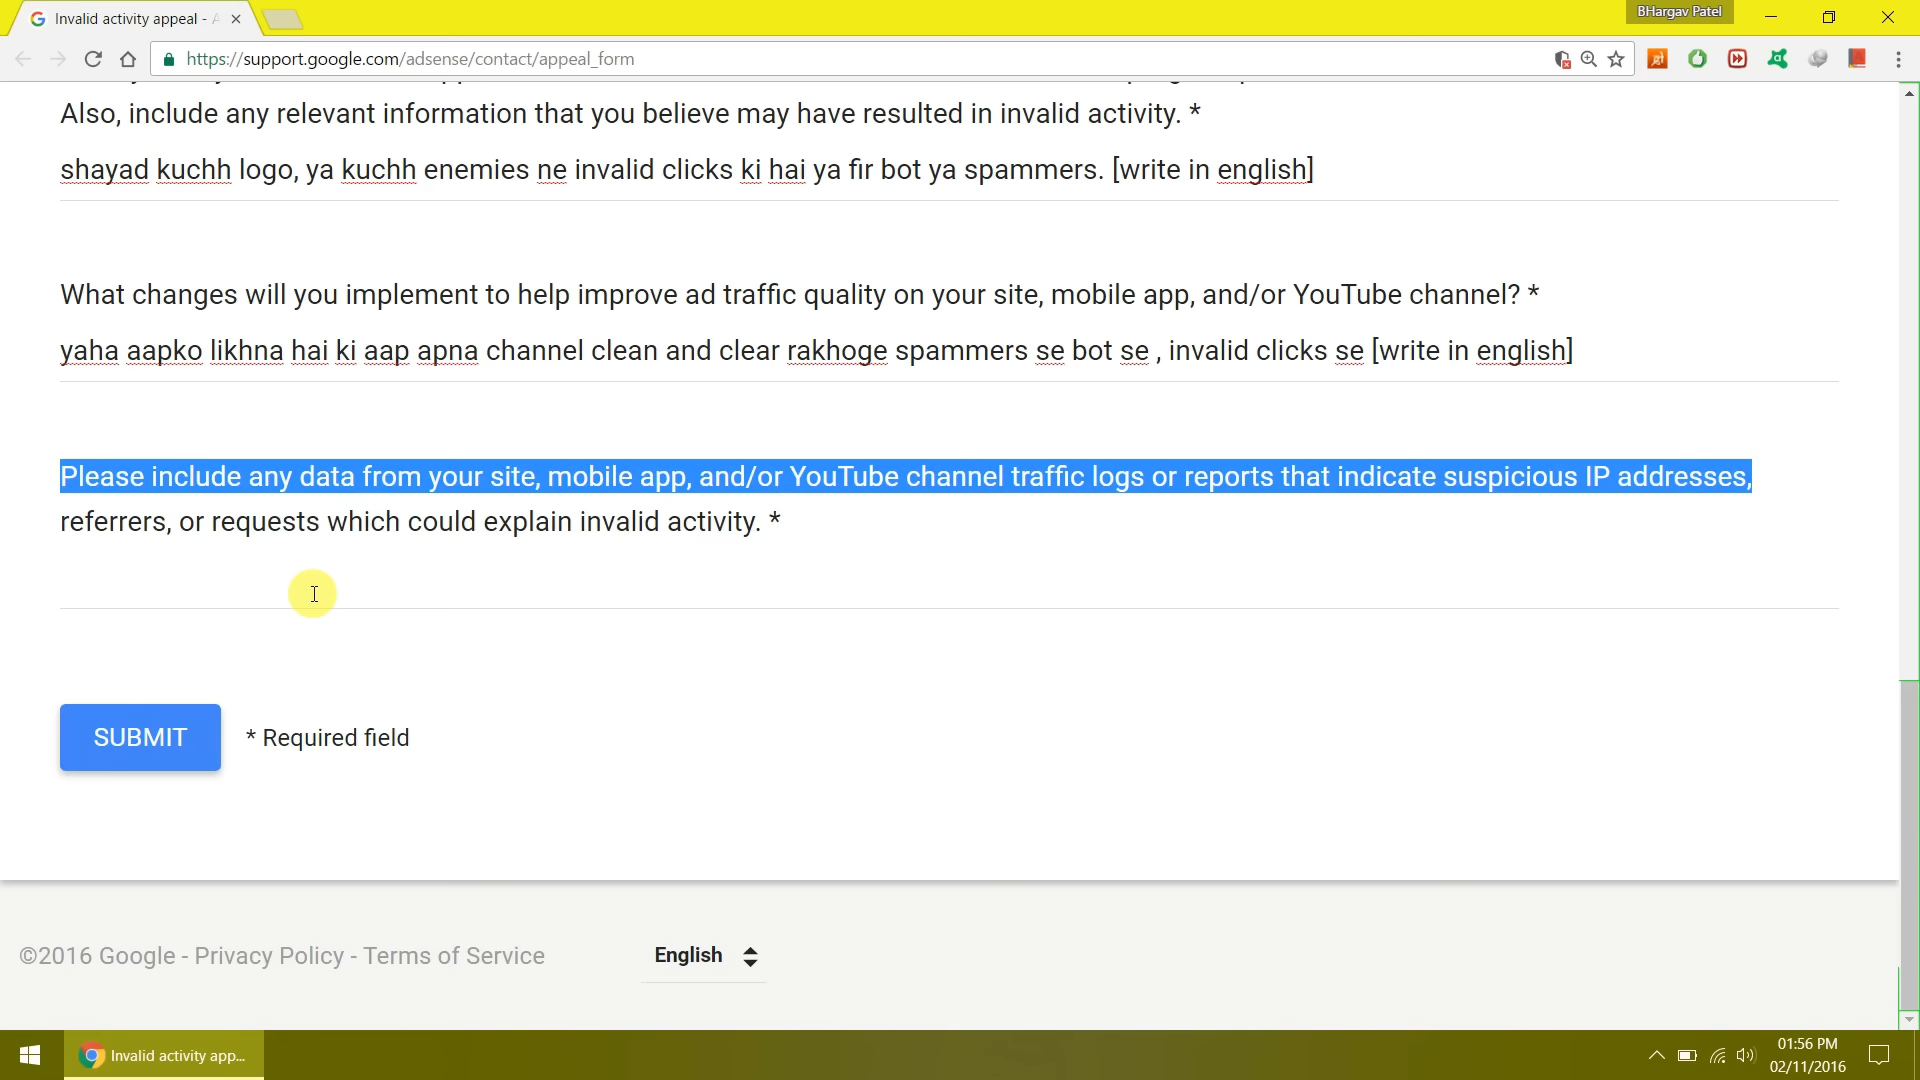 Invalid activity appeal -
BHargav Patel
https://support.google.com/adsense/contact/appeal_form
Also, include any relevant information that you believe may have resulted in invalid activity. *
shayad kuchh logo, ya kuchh enemies ne invalid clicks ki hai ya fir bot ya spammers. [write in english]
What changes will you implement to help improve ad traffic quality on your site, mobile app, and/or YouTube channel? *
yaha aapko likhna hai ki aap apna channel clean and clear rakhoge spammers se bot se , invalid clicks se [write in english]
Please include any data from your site, mobile app, and/or YouTube channel traffic logs or reports that indicate suspicious IP addresses,
referrers, or requests which could explain invalid activity. *
SUBMIT
* Required field
©2016 Google - Privacy Policy - Terms of Service
English
Invalid activity app...
01:56 PM
02/11/2016